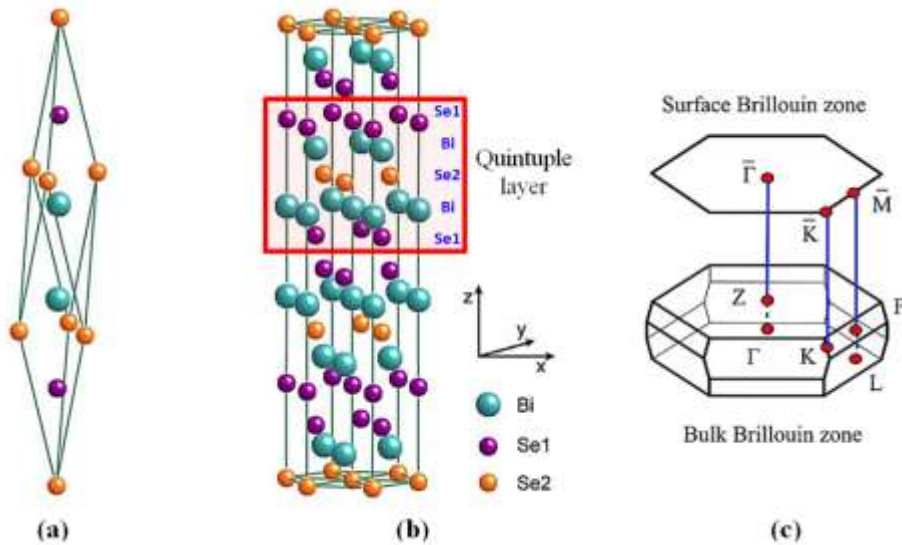 Se1
Bi
Se2
Bi
Se1
Quintuple
layer
z
y
x
Bi
Se1
Se2
Surface Brillouin zone
Γ̅
M̅
K̅
Z
F
Γ
K
L
Bulk Brillouin zone
(a)
(b)
(c)